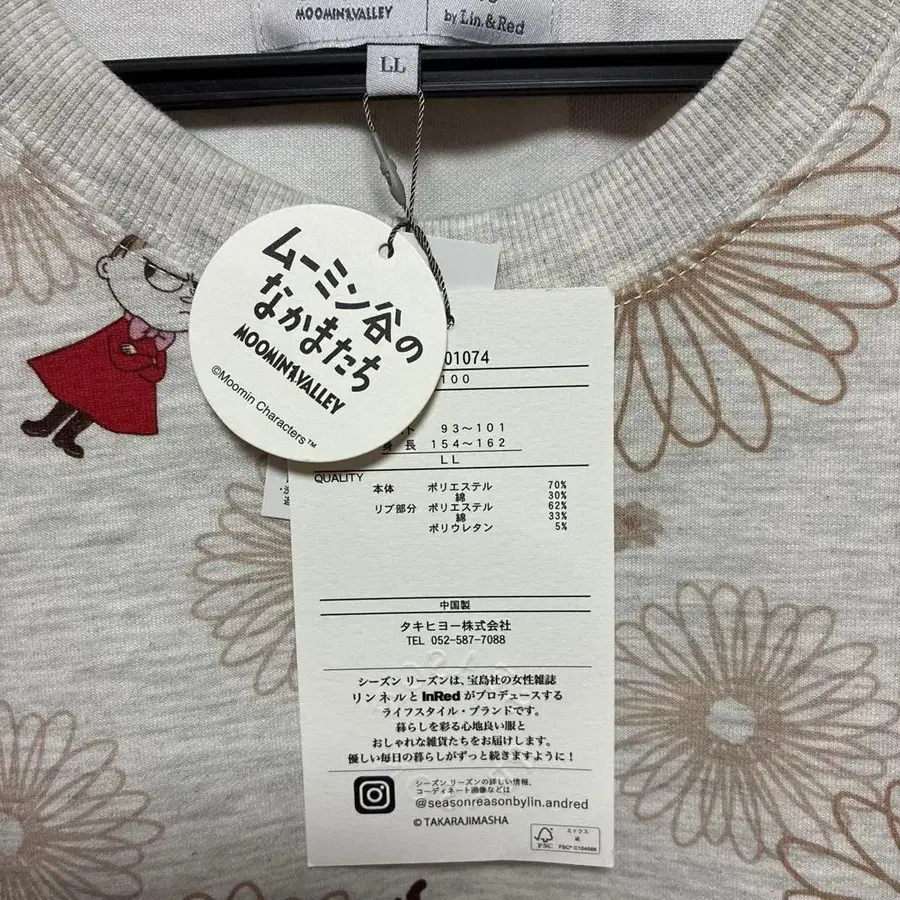 MOOMINVALLEY
by Lin.&Red
LL
ムーミン谷の
なかまたち
MOOMINVALLEY
©Moomin Characters™
01074
100
ト 93～101
身長 154～162
LL
QUALITY
本体 ポリエステル 70%
綿 30%
リブ部分 ポリエステル 62%
綿 33%
ポリウレタン 5%
中国製
タキヒヨー株式会社
TEL 052-587-7088
シーズン リーズンは、宝島社の女性雑誌
リンネルと InRed がプロデュースする
ライフスタイル・ブランドです。
暮らしを彩る心地良い服と
おしゃれな雑貨たちをお届けします。
優しい毎日の暮らしがずっと続きますように！
シーズン リーズンの詳しい情報、
コーディネート画像などは
@seasonreasonbylin.andred
© TAKARAJIMASHA
FSC
ミックス
紙